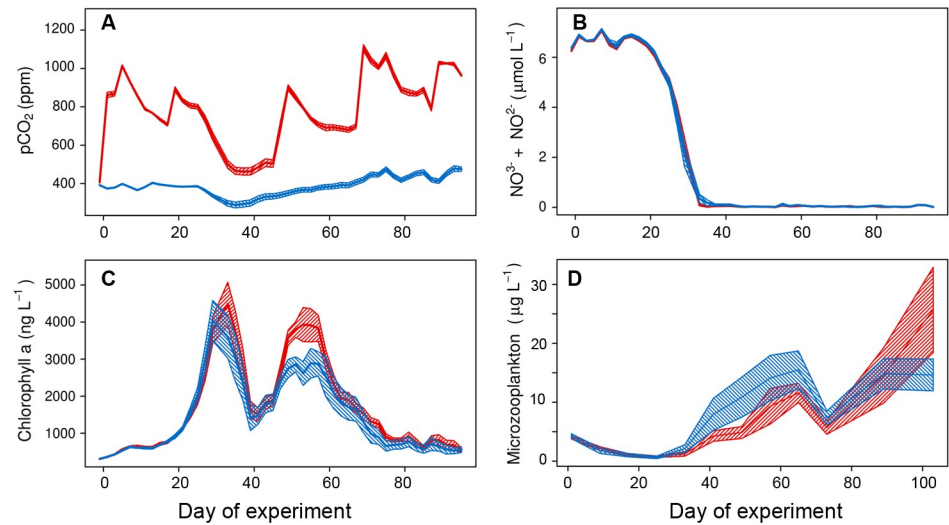 A
pCO₂ (ppm)
1200
1000
800
600
400
0 20 40 60 80
B
NO³⁻ + NO²⁻ (µmol L⁻¹)
6
4
2
0
0 20 40 60 80
C
Chlorophyll a (ng L⁻¹)
5000
4000
3000
2000
1000
0 20 40 60 80
Day of experiment
D
Microzooplankton ( µg L⁻¹)
30
20
10
0
0 20 40 60 80 100
Day of experiment